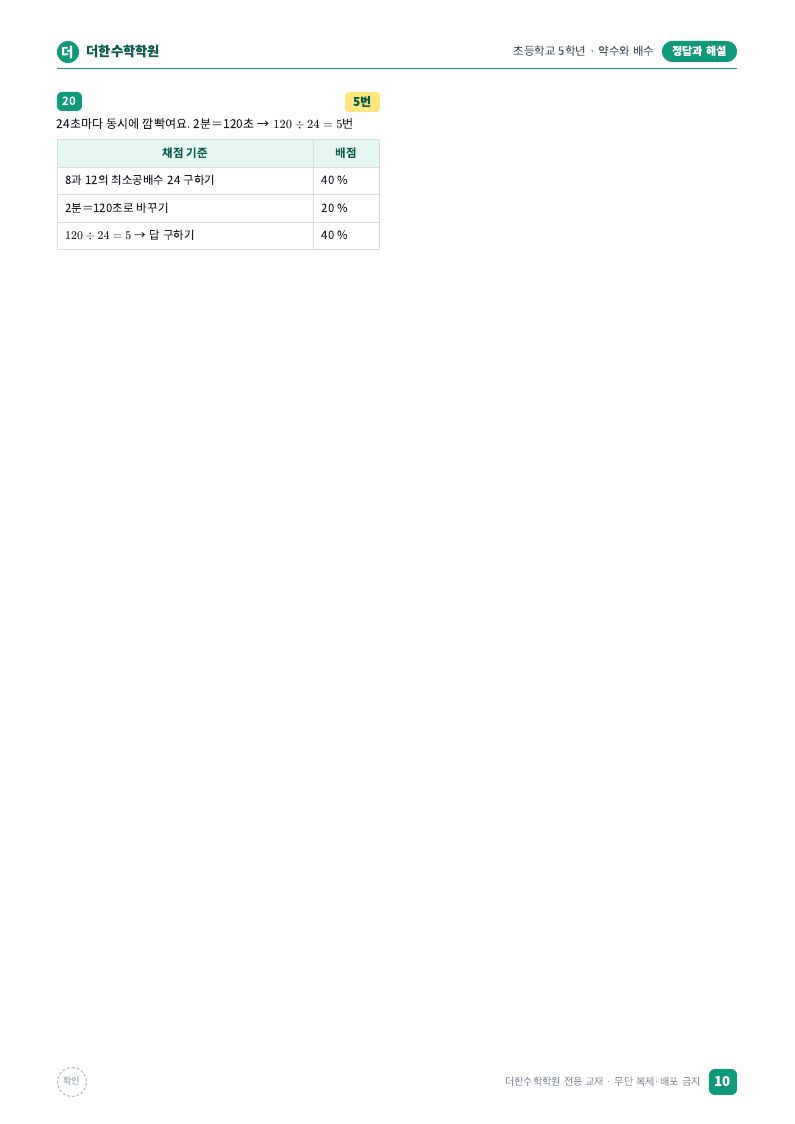 더 더한수학학원
초등학교 5학년 · 약수와 배수 정답과 해설
20 5번
24초마다 동시에 깜빡여요. 2분＝120초 → 120 ÷ 24 = 5번
채점 기준 배점
8과 12의 최소공배수 24 구하기 40 %
2분＝120초로 바꾸기 20 %
120 ÷ 24 = 5 → 답 구하기 40 %
확인
더한수학학원 전용 교재 · 무단 복제·배포 금지 10